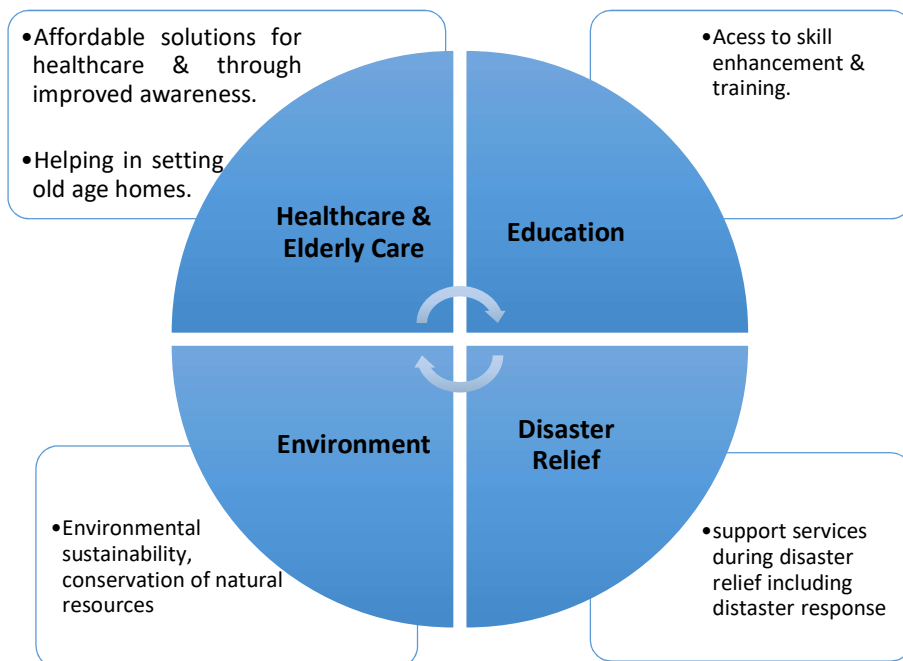 •Affordable solutions for
healthcare & through
improved awareness.
•Helping in setting
old age homes.
•Acess to skill
enhancement &
training.
Healthcare &
Elderly Care
Education
Environment
Disaster
Relief
•Environmental
sustainability,
conservation of natural
resources
•support services
during disaster
relief including
distaster response